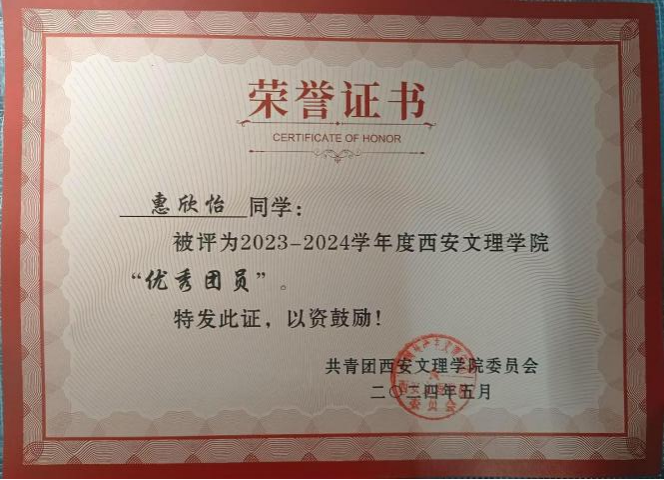 荣誉证书
CERTIFICATE OF HONOR
惠欣怡 同学：
被评为2023-2024学年度西安文理学院
“优秀团员”。
特发此证，以资鼓励！
共青团西安文理学院委员会
二〇二四年五月
委员会